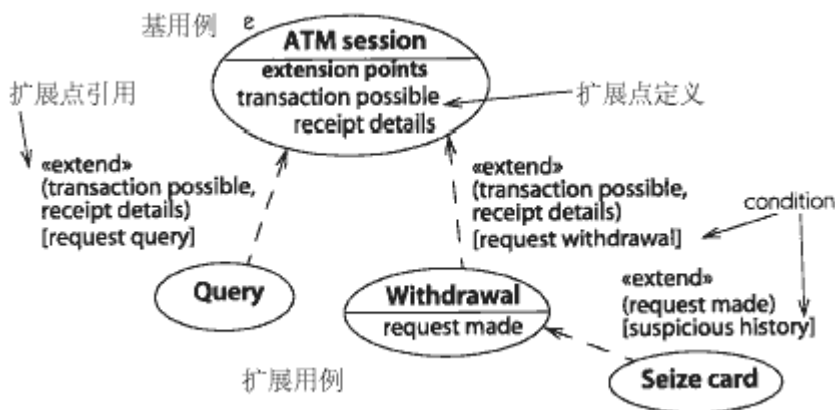 基用例 e
ATM session
extension points
transaction possible
receipt details
扩展点引用
扩展点定义
«extend»
(transaction possible,
receipt details)
[request query]
«extend»
(transaction possible,
receipt details)
[request withdrawal]
condition
Query
Withdrawal
request made
«extend»
(request made)
[suspicious history]
扩展用例
Seize card